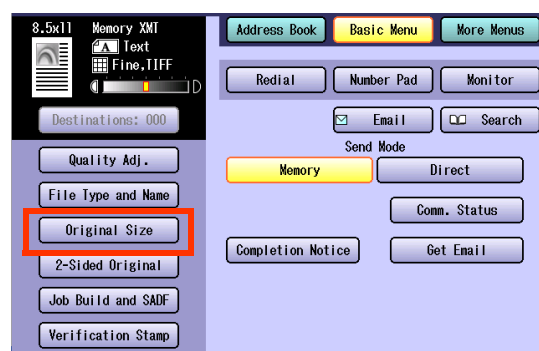 8.5x11 Memory XMT
A Text
Fine,TIFF
D
Destinations: 000
Quality Adj.
File Type and Name
Original Size
2-Sided Original
Job Build and SADF
Verification Stamp
Address Book Basic Menu More Menus
Redial Number Pad Monitor
Email Search
Send Mode
Memory Direct
Comm. Status
Completion Notice Get Email